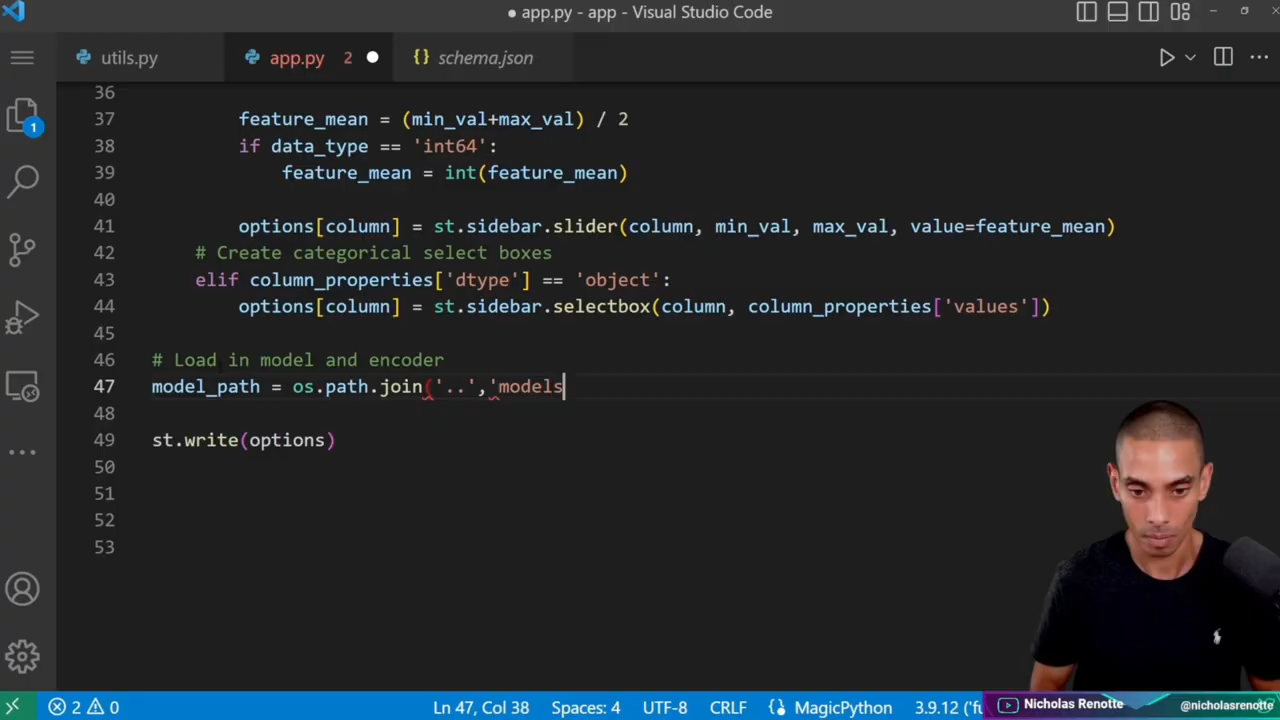 ● app.py - app - Visual Studio Code
utils.py
app.py 2
{} schema.json
1
36
37 feature_mean = (min_val+max_val) / 2
38 if data_type == 'int64':
39 feature_mean = int(feature_mean)
40
41 options[column] = st.sidebar.slider(column, min_val, max_val, value=feature_mean)
42 # Create categorical select boxes
43 elif column_properties['dtype'] == 'object':
44 options[column] = st.sidebar.selectbox(column, column_properties['values'])
45
46 # Load in model and encoder
47 model_path = os.path.join('..','models
48
49 st.write(options)
50
51
52
53
2 0 Ln 47, Col 38 Spaces: 4 UTF-8 CRLF {} MagicPython 3.9.12 ('fu
Nicholas Renotte @nicholasrenotte